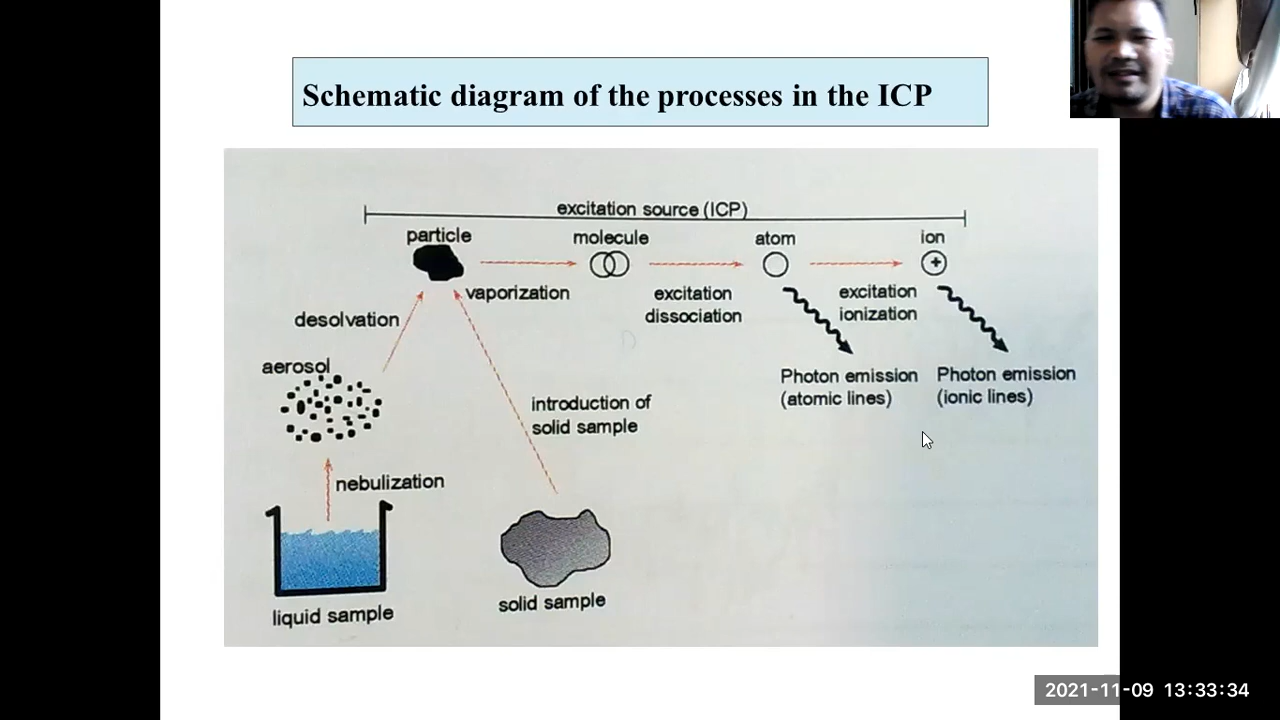 Schematic diagram of the processes in the ICP
excitation source (ICP)
particle
molecule
atom
ion
vaporization
excitation
dissociation
excitation
ionization
desolvation
aerosol
Photon emission
(atomic lines)
Photon emission
(ionic lines)
introduction of
solid sample
nebulization
liquid sample
solid sample
2021-11-09 13:33:34